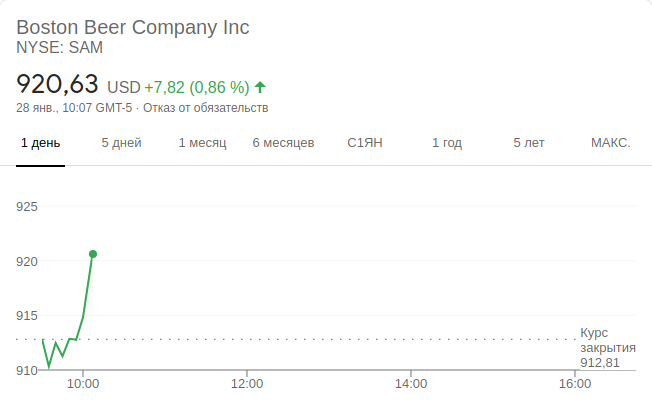 Boston Beer Company Inc
NYSE: SAM
920,63 USD +7,82 (0,86 %)
28 янв., 10:07 GMT-5 · Отказ от обязательств
1 день 5 дней 1 месяц 6 месяцев С1ЯН 1 год 5 лет МАКС.
925
920
915
Курс
закрытия
912,81
910
10:00 12:00 14:00 16:00